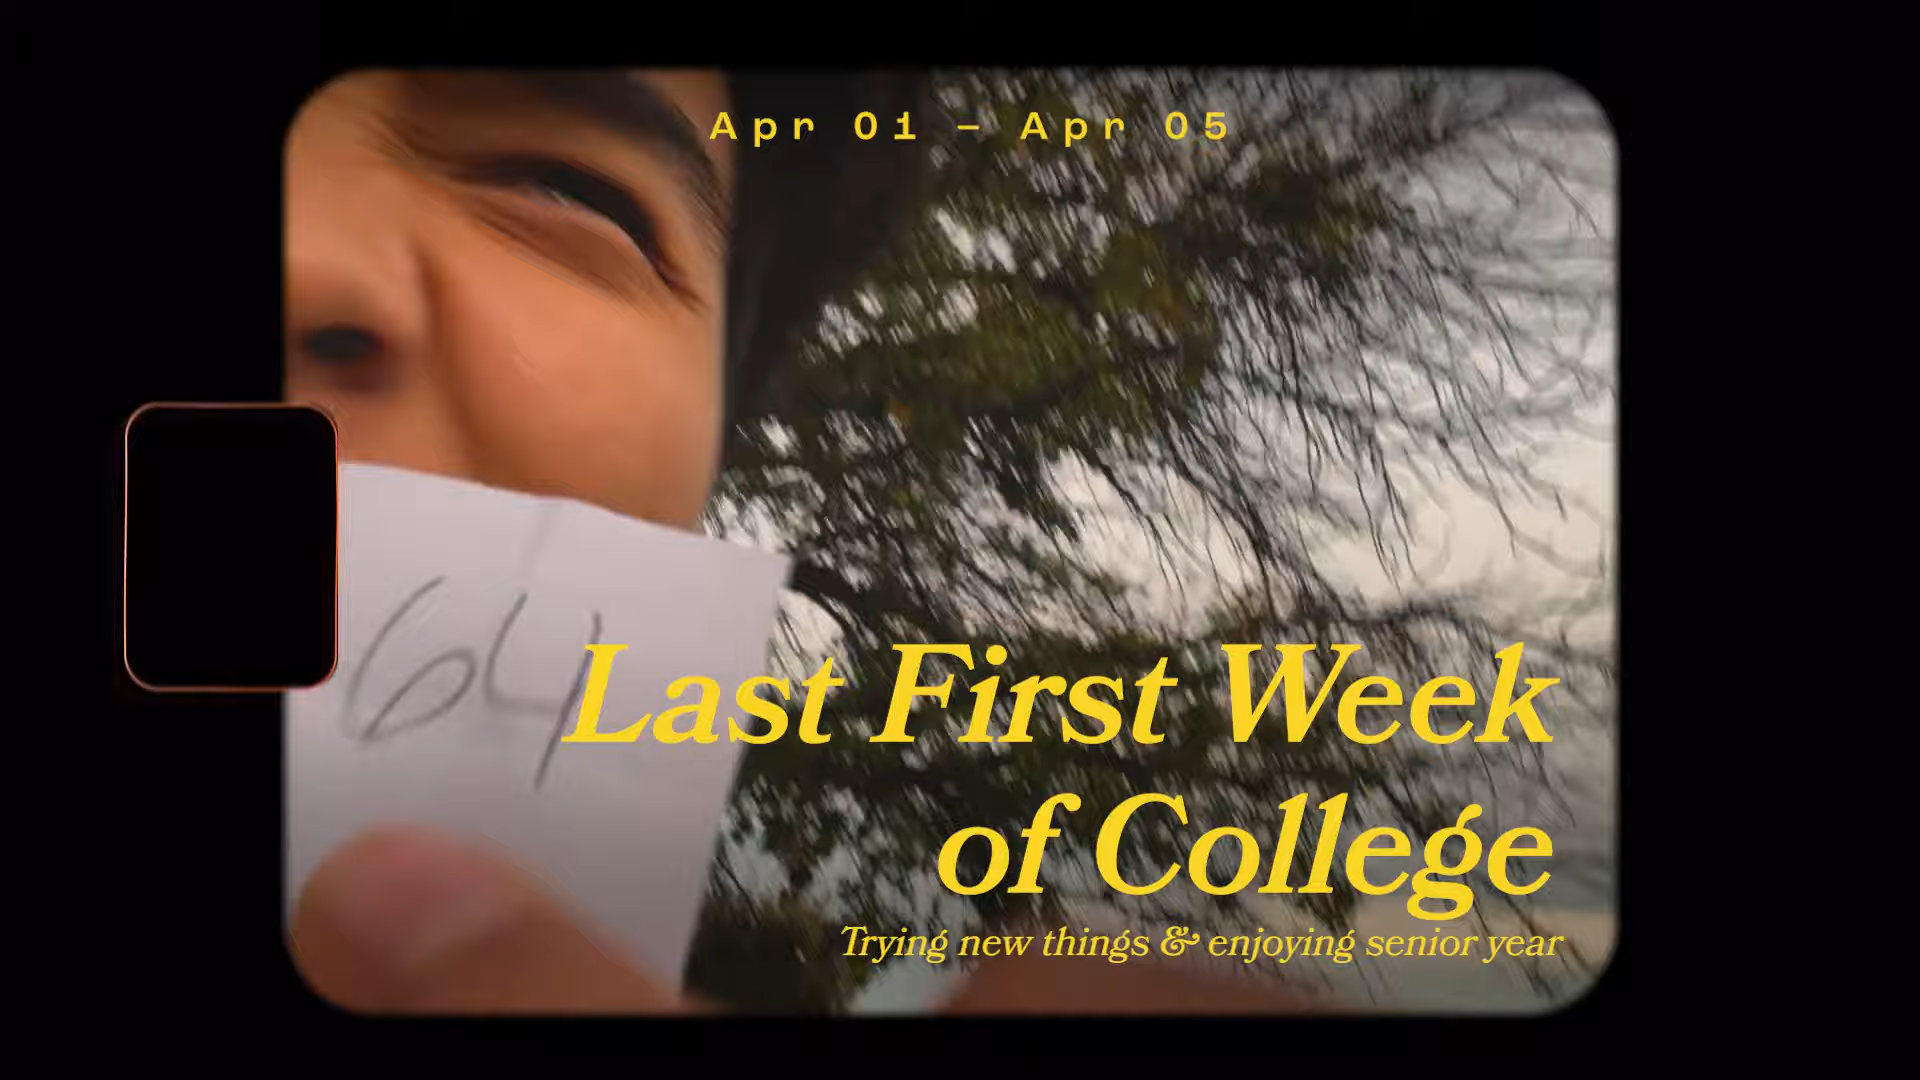 Apr 01 – Apr 05
64
Last First Week
of College
Trying new things & enjoying senior year